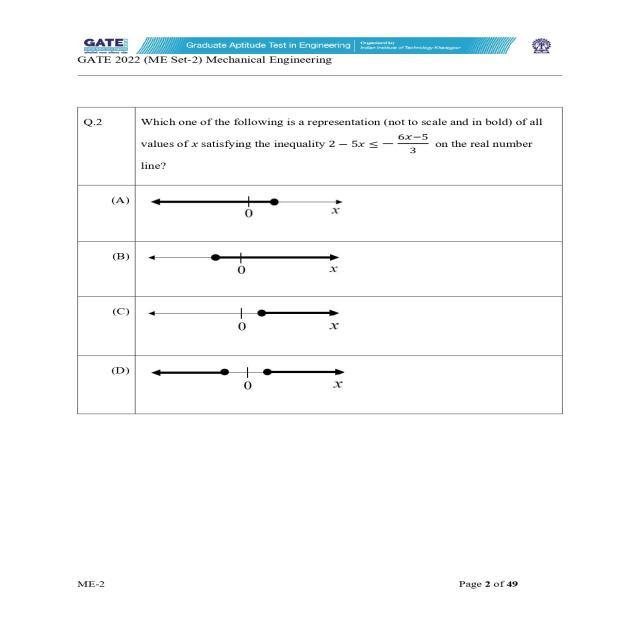 GATE
Graduate Aptitude Test in Engineering
Organised by
Indian Institute of Technology Kharagpur
GATE 2022 (ME Set-2) Mechanical Engineering
Q.2
Which one of the following is a representation (not to scale and in bold) of all
values of x satisfying the inequality 2 − 5x ≤ − (6x−5)/3 on the real number
line?
(A)
0 x
(B)
0 x
(C)
0 x
(D)
0 x
ME-2 Page 2 of 49